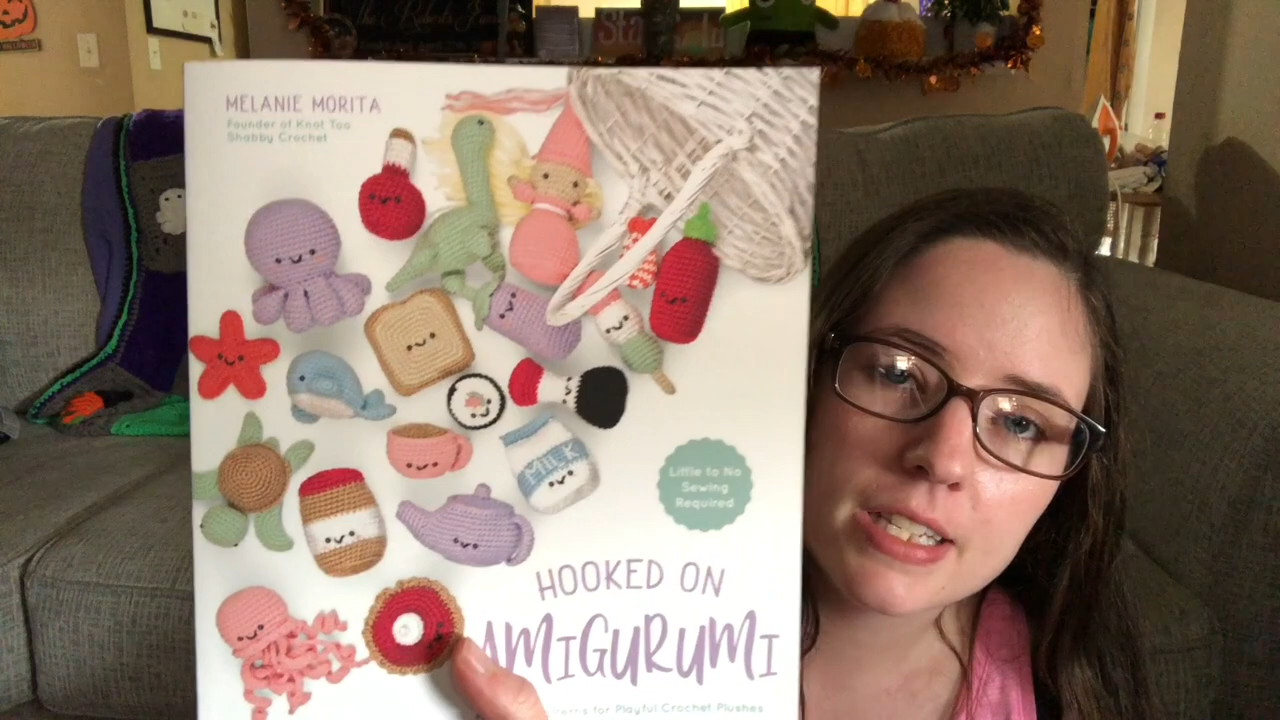 MELANIE MORITA
Founder of Knot Too
Shabby Crochet
MILK
Little to No
Sewing
Required
HOOKED ON
AMIGURUMI
for Playful Crochet Plushes